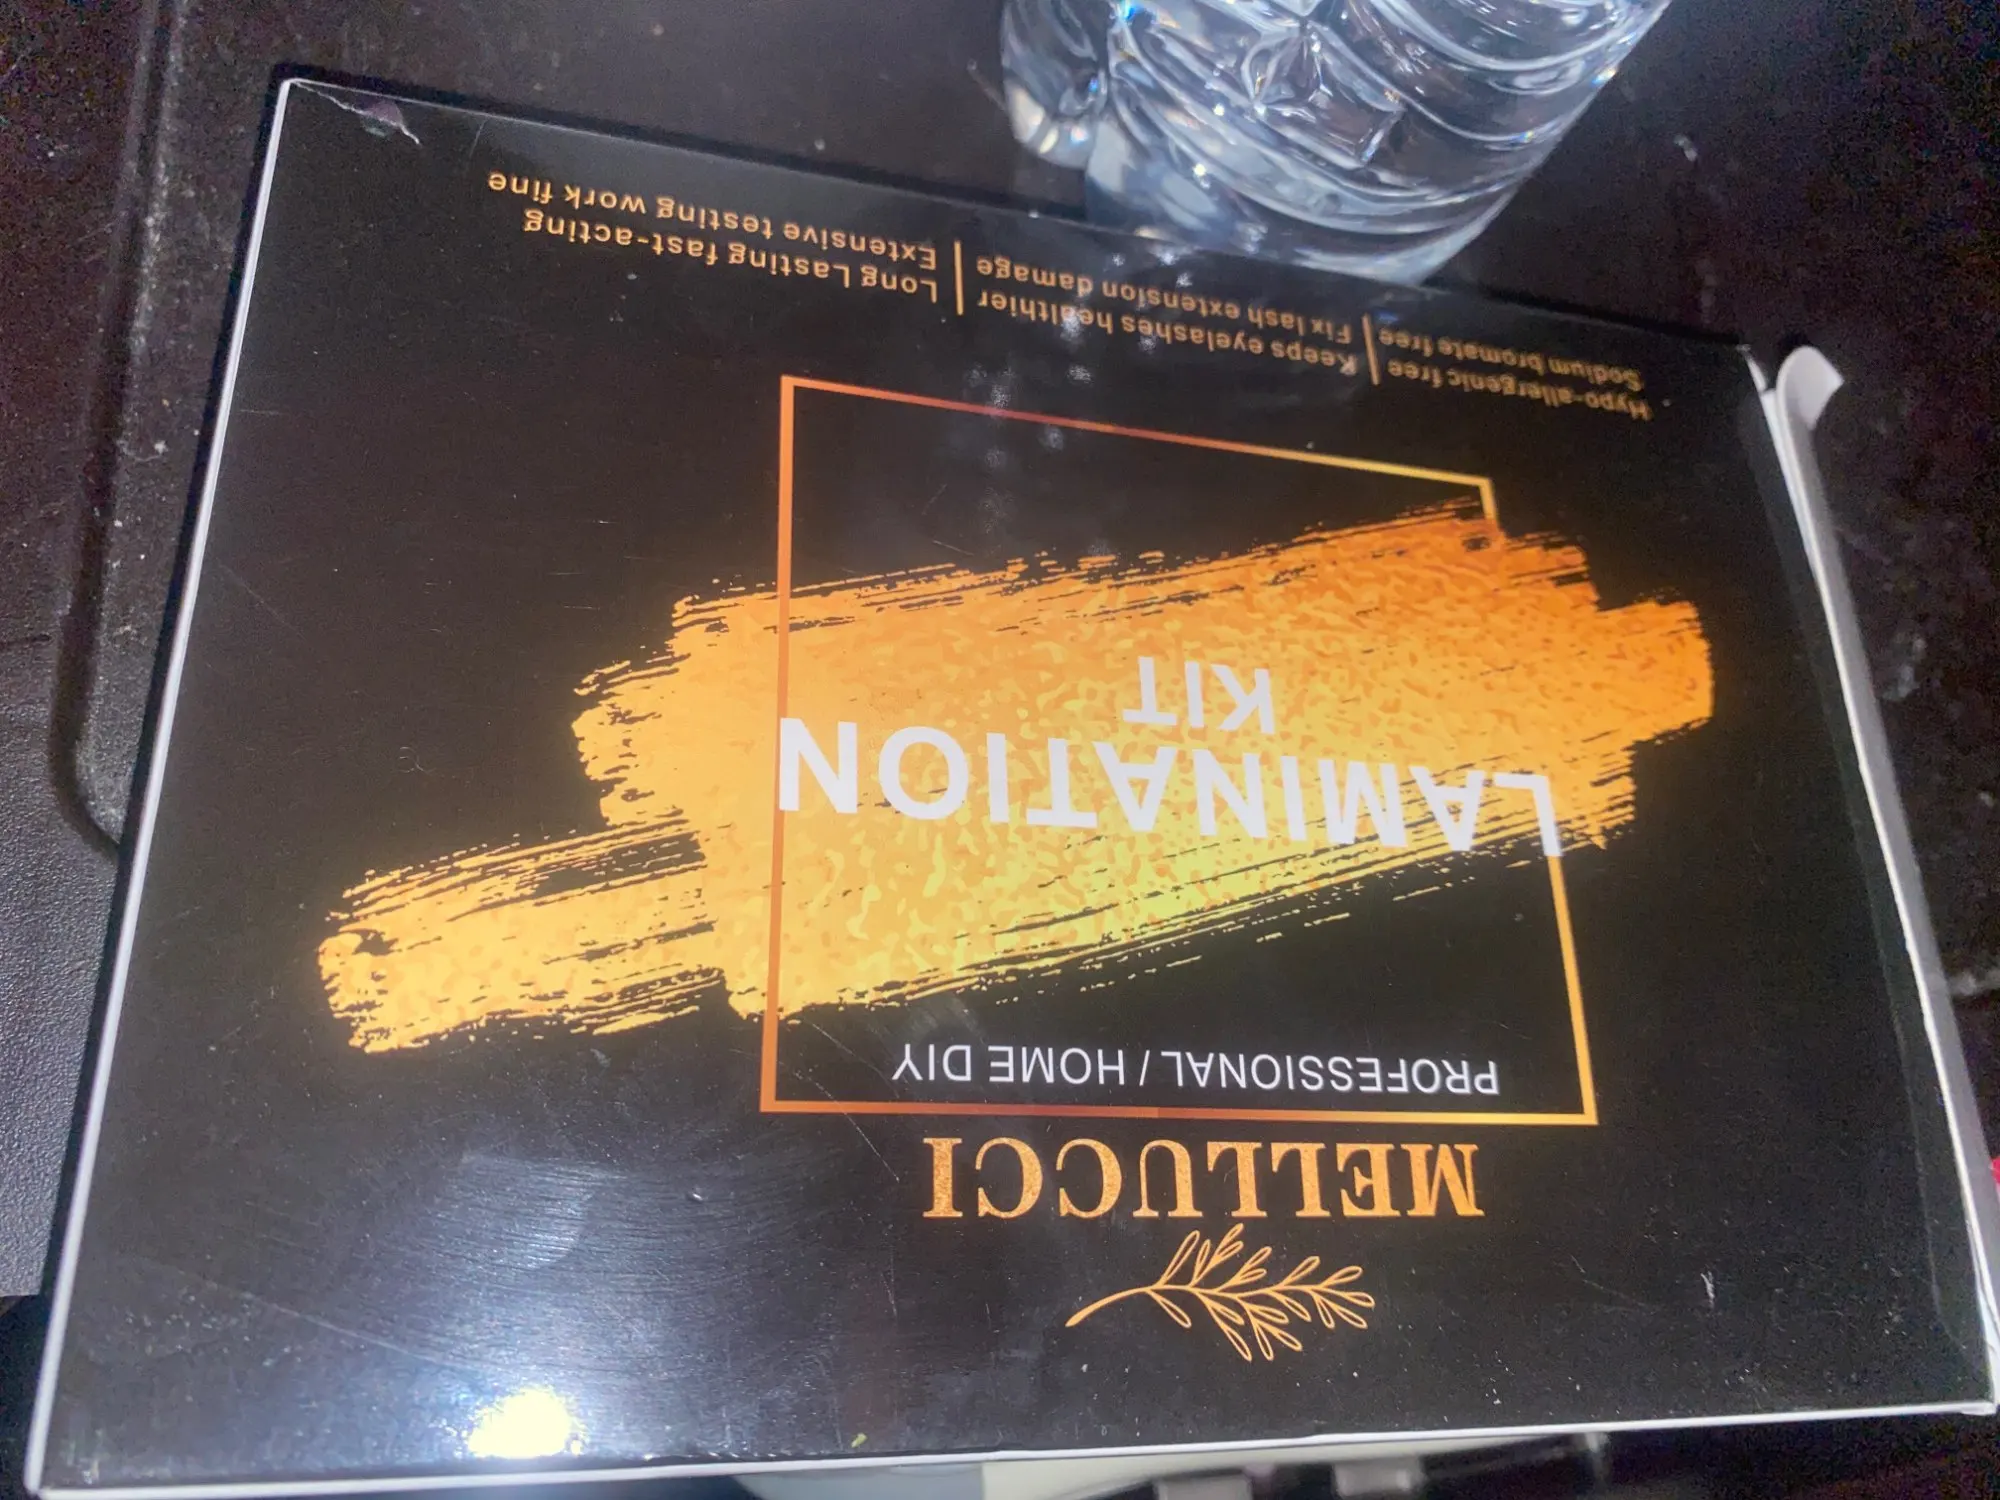 MELLUCCI
PROFESSIONAL / HOME DIY
LAMINATION
KIT
Hypo-allergenic free | Keeps eyelashes healthier | Long Lasting fast-acting
Sodium bromate free | Fix lash extension damage | Extensive testing work fine